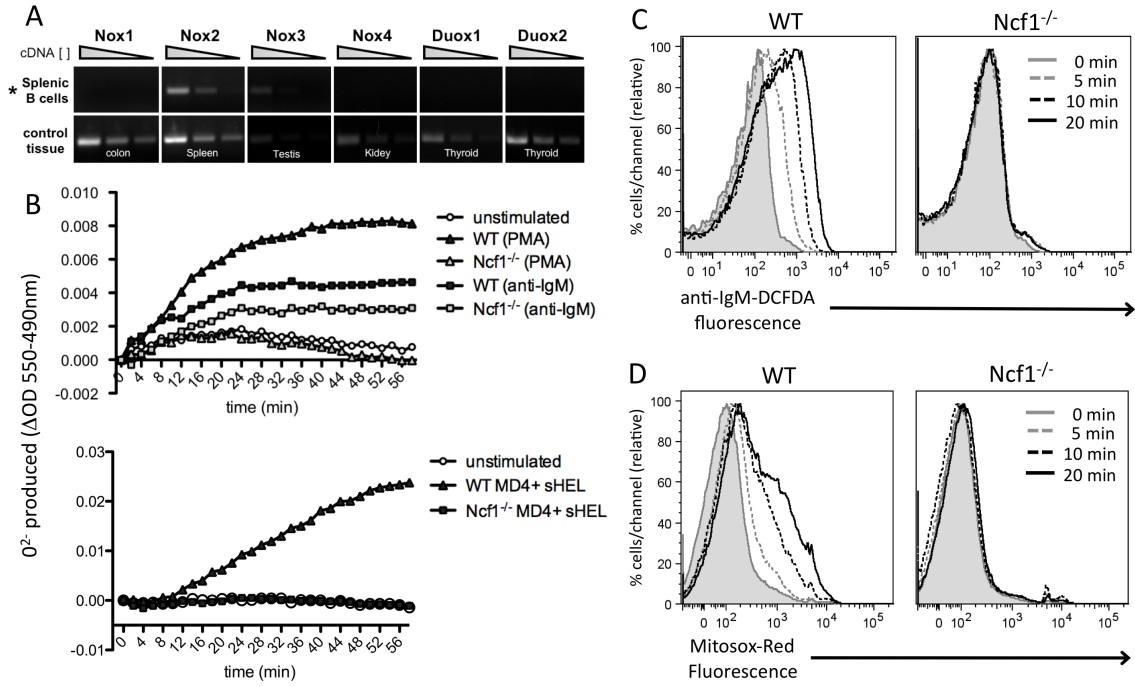 A
Nox1 Nox2 Nox3 Nox4 Duox1 Duox2
cDNA [ ]
* Splenic
B cells
control
tissue
colon Spleen Testis Kidey Thyroid Thyroid
B
0.010
0.008
0.006
0.004
0.002
0.000
-0.002
0 4 8 12 16 20 24 28 32 36 40 44 48 52 56
time (min)
unstimulated
WT (PMA)
Ncf1-/- (PMA)
WT (anti-IgM)
Ncf1-/- (anti-IgM)
0²⁻ produced (ΔOD 550-490nm)
0.03
0.02
0.01
0.00
-0.01
0 4 8 12 16 20 24 28 32 36 40 44 48 52 56
time (min)
unstimulated
WT MD4+ sHEL
Ncf1-/- MD4+ sHEL
C
WT Ncf1-/-
% cells/channel (relative)
100
80
60
40
20
0
0 10¹ 10² 10³ 10⁴ 10⁵
0 10¹ 10² 10³ 10⁴ 10⁵
0 min
5 min
10 min
20 min
anti-IgM-DCFDA
fluorescence
D
WT Ncf1-/-
% cells/channel (relative)
100
80
60
40
20
0
0 10² 10³ 10⁴ 10⁵
0 10² 10³ 10⁴ 10⁵
0 min
5 min
10 min
20 min
Mitosox-Red
Fluorescence